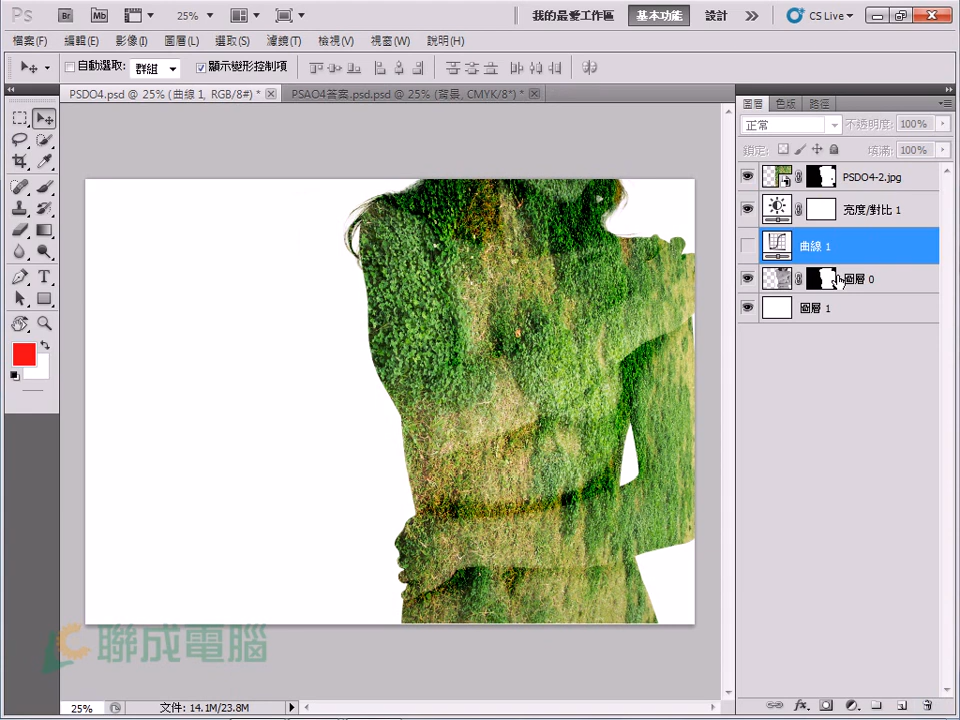 Ps Br Mb 25% 我的最愛工作區 基本功能 設計 CS Live
檔案(F) 編輯(E) 影像(I) 圖層(L) 選取(S) 濾鏡(T) 檢視(V) 視窗(W) 說明(H)
自動選取: 群組 顯示變形控制項
PSDO4.psd @ 25% (曲線 1, RGB/8#) * PSAO4答案.psd.psd @ 25% (背景, CMYK/8*) *
圖層 色版 路徑
正常 不透明度: 100%
鎖定: 填滿: 100%
PSDO4-2.jpg
亮度/對比 1
曲線 1
圖層 0
圖層 1
聯成電腦
25% 文件: 14.1M/23.8M